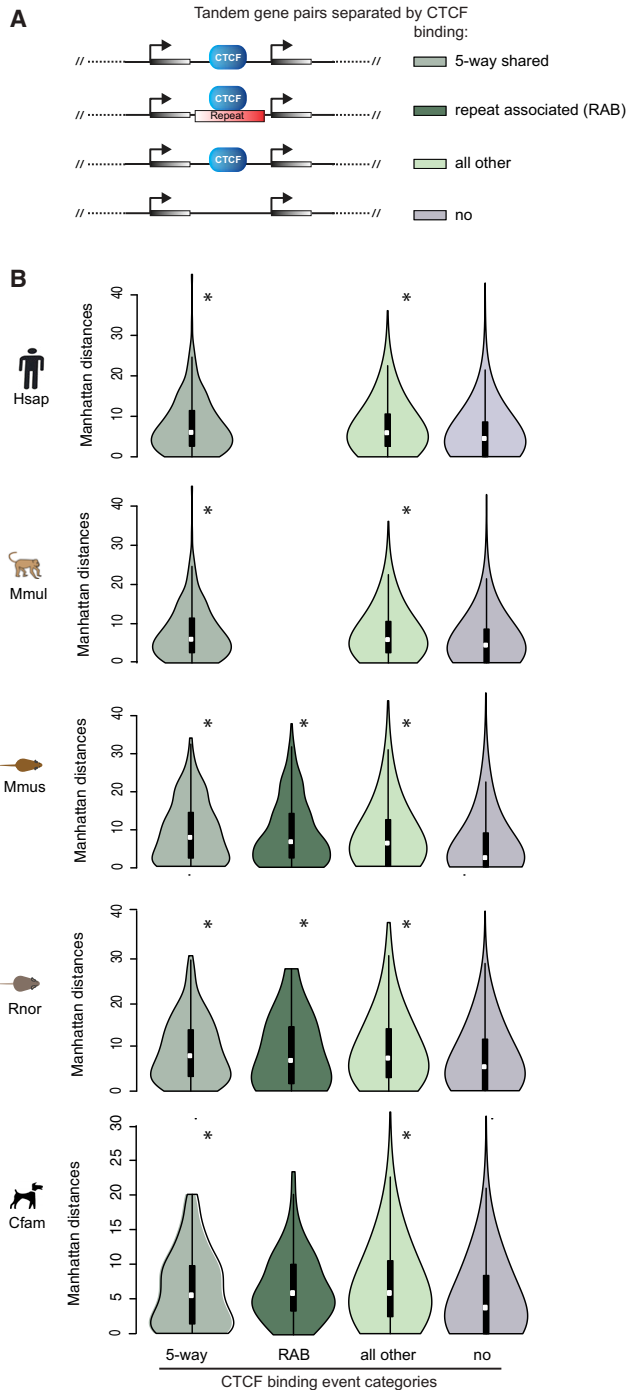 A
Tandem gene pairs separated by CTCF
binding:
// CTCF // 5-way shared
CTCF
// Repeat // repeat associated (RAB)
// CTCF // all other
// // no
B
Manhattan distances
0 10 20 30 40
* *
Hsap
Manhattan distances
0 10 20 30 40
* *
Mmul
Manhattan distances
0 10 20 30 40
* * *
Mmus
Manhattan distances
0 10 20 30 40
* * *
Rnor
Manhattan distances
0 5 10 15 20 25 30
* *
Cfam
5-way RAB all other no
CTCF binding event categories